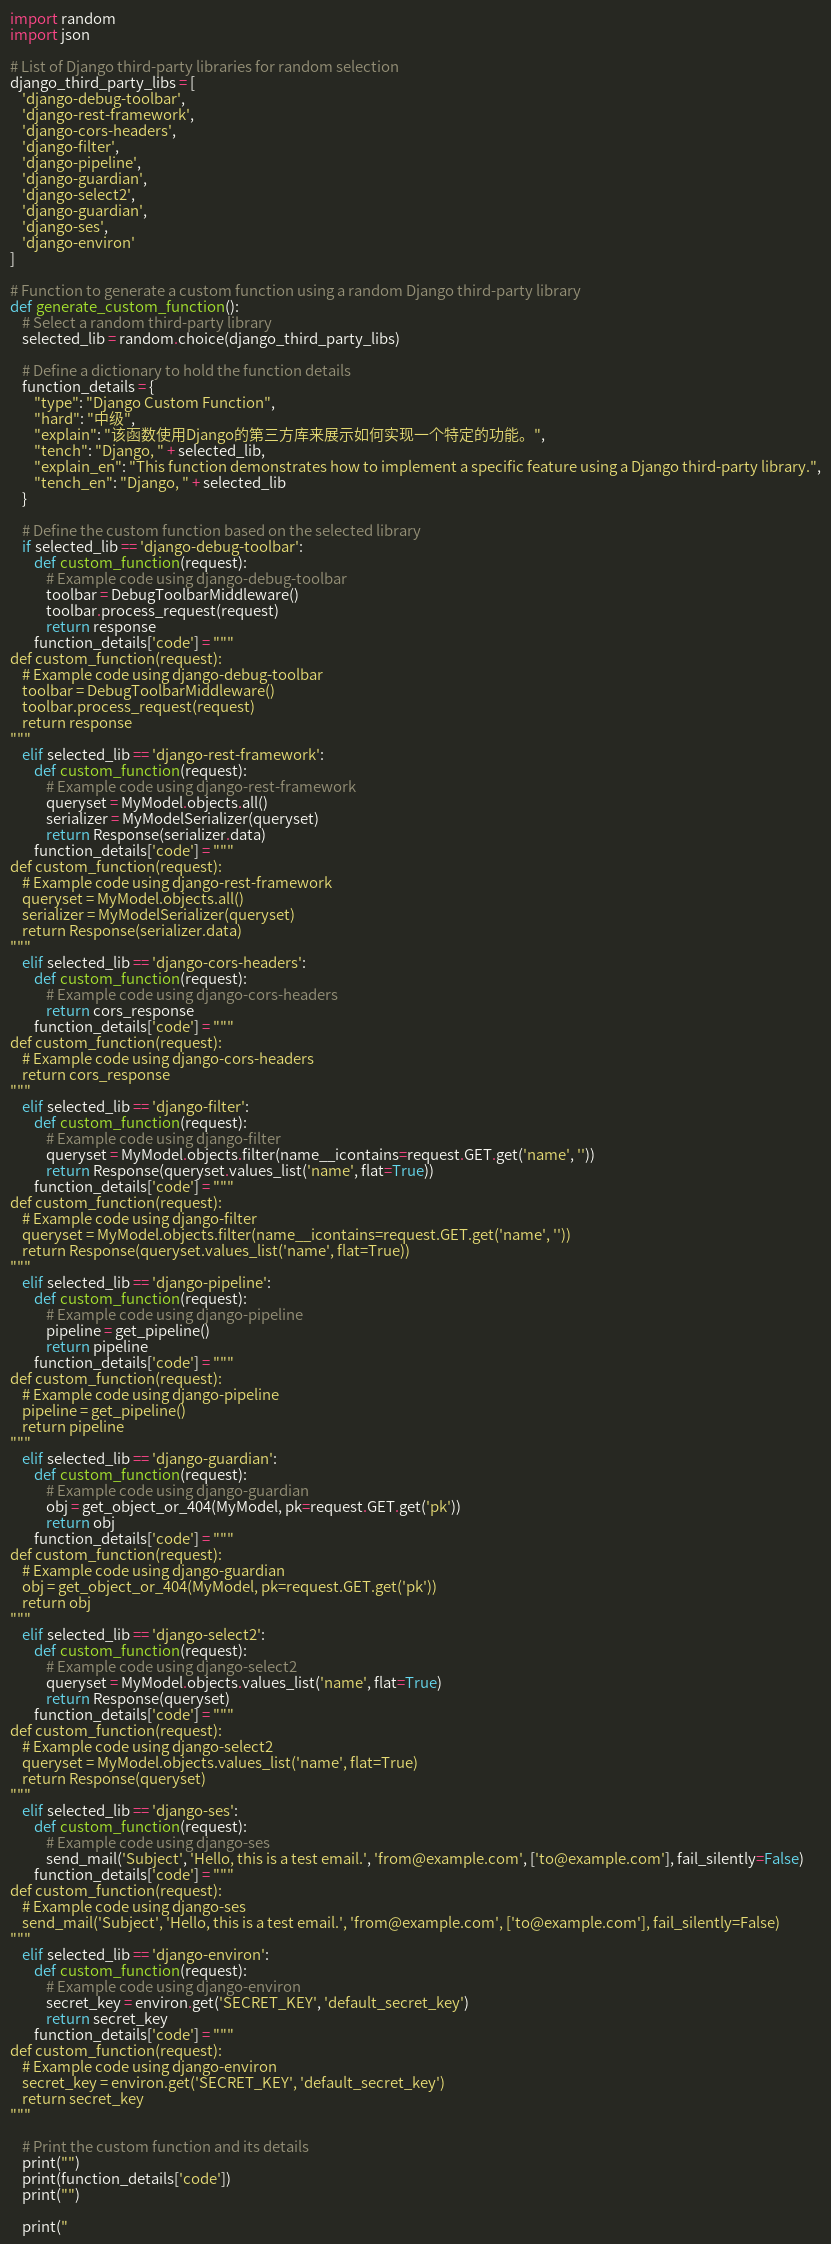 import random
import json

# List of Django third-party libraries for random selection
django_third_party_libs = [
    'django-debug-toolbar',
    'django-rest-framework',
    'django-cors-headers',
    'django-filter',
    'django-pipeline',
    'django-guardian',
    'django-select2',
    'django-guardian',
    'django-ses',
    'django-environ'
]

# Function to generate a custom function using a random Django third-party library
def generate_custom_function():
    # Select a random third-party library
    selected_lib = random.choice(django_third_party_libs)

    # Define a dictionary to hold the function details
    function_details = {
        "type": "Django Custom Function",
        "hard": "中级",
        "explain": "该函数使用Django的第三方库来展示如何实现一个特定的功能。",
        "tench": "Django, " + selected_lib,
        "explain_en": "This function demonstrates how to implement a specific feature using a Django third-party library.",
        "tench_en": "Django, " + selected_lib
    }

    # Define the custom function based on the selected library
    if selected_lib == 'django-debug-toolbar':
        def custom_function(request):
            # Example code using django-debug-toolbar
            toolbar = DebugToolbarMiddleware()
            toolbar.process_request(request)
            return response
        function_details['code'] = """
def custom_function(request):
    # Example code using django-debug-toolbar
    toolbar = DebugToolbarMiddleware()
    toolbar.process_request(request)
    return response
"""
    elif selected_lib == 'django-rest-framework':
        def custom_function(request):
            # Example code using django-rest-framework
            queryset = MyModel.objects.all()
            serializer = MyModelSerializer(queryset)
            return Response(serializer.data)
        function_details['code'] = """
def custom_function(request):
    # Example code using django-rest-framework
    queryset = MyModel.objects.all()
    serializer = MyModelSerializer(queryset)
    return Response(serializer.data)
"""
    elif selected_lib == 'django-cors-headers':
        def custom_function(request):
            # Example code using django-cors-headers
            return cors_response
        function_details['code'] = """
def custom_function(request):
    # Example code using django-cors-headers
    return cors_response
"""
    elif selected_lib == 'django-filter':
        def custom_function(request):
            # Example code using django-filter
            queryset = MyModel.objects.filter(name__icontains=request.GET.get('name', ''))
            return Response(queryset.values_list('name', flat=True))
        function_details['code'] = """
def custom_function(request):
    # Example code using django-filter
    queryset = MyModel.objects.filter(name__icontains=request.GET.get('name', ''))
    return Response(queryset.values_list('name', flat=True))
"""
    elif selected_lib == 'django-pipeline':
        def custom_function(request):
            # Example code using django-pipeline
            pipeline = get_pipeline()
            return pipeline
        function_details['code'] = """
def custom_function(request):
    # Example code using django-pipeline
    pipeline = get_pipeline()
    return pipeline
"""
    elif selected_lib == 'django-guardian':
        def custom_function(request):
            # Example code using django-guardian
            obj = get_object_or_404(MyModel, pk=request.GET.get('pk'))
            return obj
        function_details['code'] = """
def custom_function(request):
    # Example code using django-guardian
    obj = get_object_or_404(MyModel, pk=request.GET.get('pk'))
    return obj
"""
    elif selected_lib == 'django-select2':
        def custom_function(request):
            # Example code using django-select2
            queryset = MyModel.objects.values_list('name', flat=True)
            return Response(queryset)
        function_details['code'] = """
def custom_function(request):
    # Example code using django-select2
    queryset = MyModel.objects.values_list('name', flat=True)
    return Response(queryset)
"""
    elif selected_lib == 'django-ses':
        def custom_function(request):
            # Example code using django-ses
            send_mail('Subject', 'Hello, this is a test email.', 'from@example.com', ['to@example.com'], fail_silently=False)
        function_details['code'] = """
def custom_function(request):
    # Example code using django-ses
    send_mail('Subject', 'Hello, this is a test email.', 'from@example.com', ['to@example.com'], fail_silently=False)
"""
    elif selected_lib == 'django-environ':
        def custom_function(request):
            # Example code using django-environ
            secret_key = environ.get('SECRET_KEY', 'default_secret_key')
            return secret_key
        function_details['code'] = """
def custom_function(request):
    # Example code using django-environ
    secret_key = environ.get('SECRET_KEY', 'default_secret_key')
    return secret_key
"""

    # Print the custom function and its details
    print("")
    print(function_details['code'])
    print("")

    print("